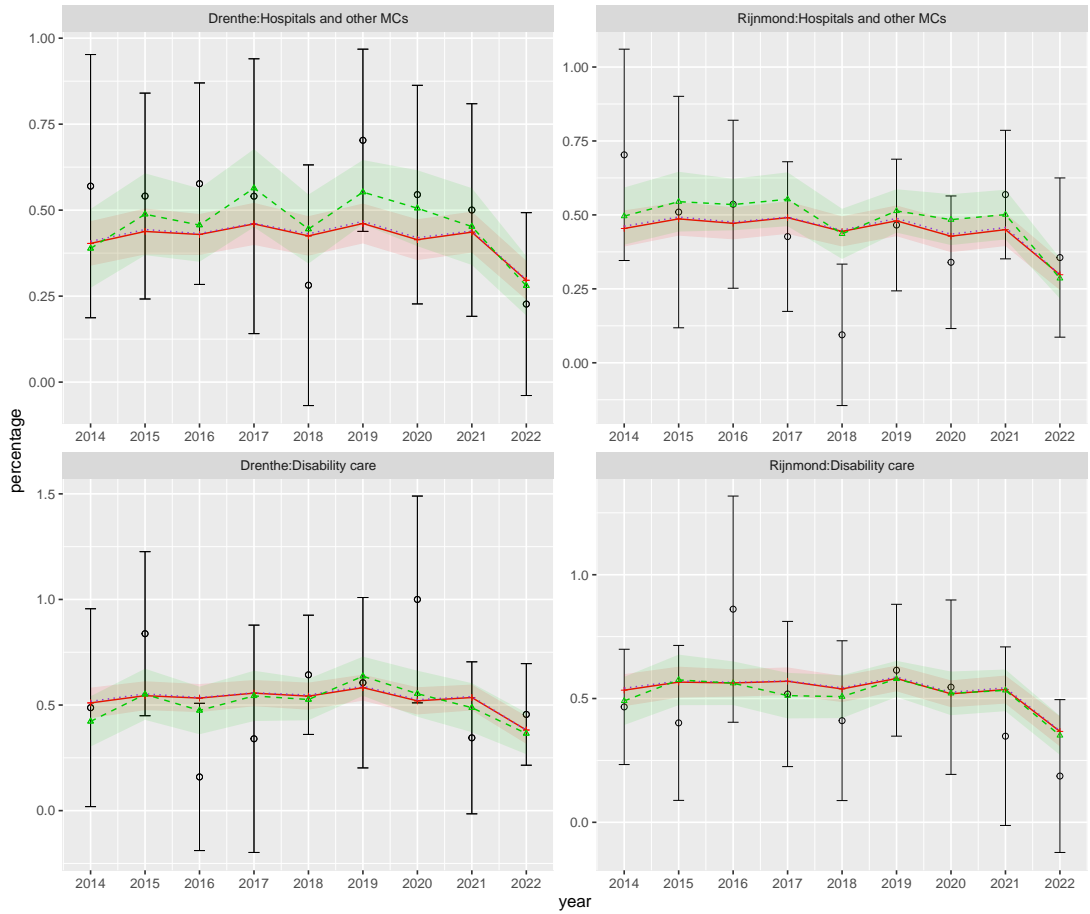 Drenthe:Hospitals and other MCs
Rijnmond:Hospitals and other MCs
1.00
0.75
0.50
0.25
0.00
1.00
0.75
0.50
0.25
0.00
2014 2015 2016 2017 2018 2019 2020 2021 2022
2014 2015 2016 2017 2018 2019 2020 2021 2022
percentage
Drenthe:Disability care
Rijnmond:Disability care
1.5
1.0
0.5
0.0
1.0
0.5
0.0
2014 2015 2016 2017 2018 2019 2020 2021 2022
2014 2015 2016 2017 2018 2019 2020 2021 2022
year